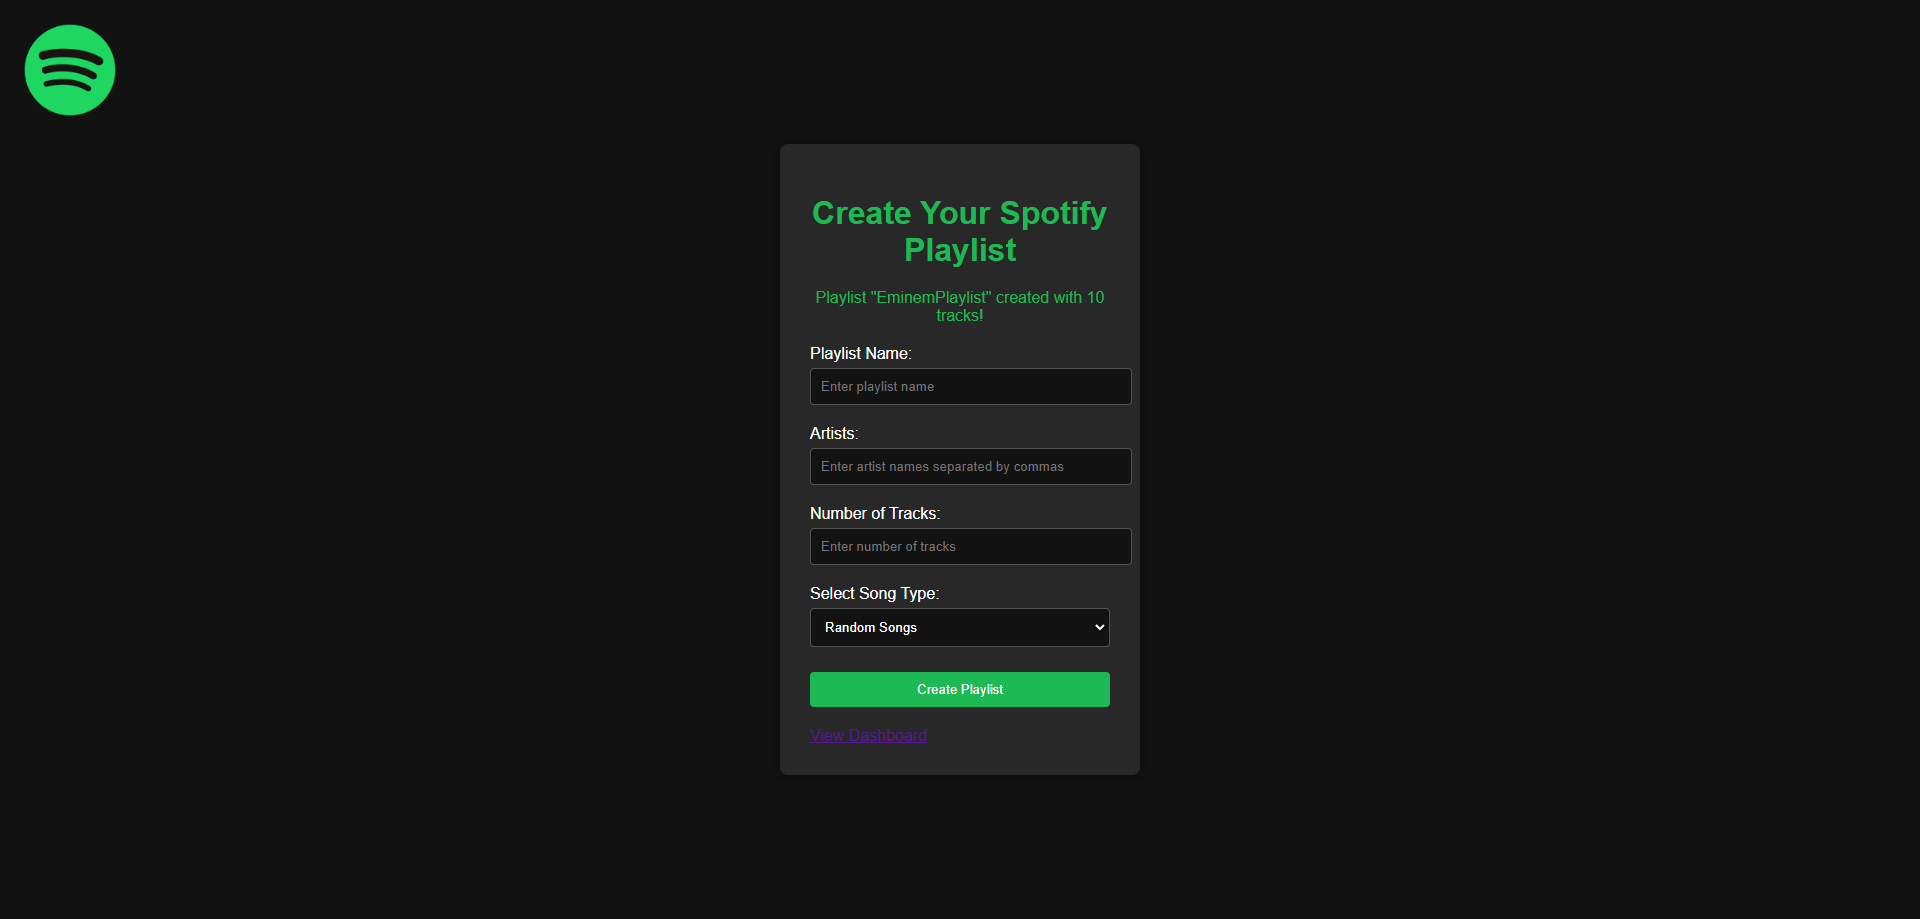 Create Your Spotify
Playlist
Playlist "EminemPlaylist" created with 10
tracks!
Playlist Name:
Enter playlist name
Artists:
Enter artist names separated by commas
Number of Tracks:
Enter number of tracks
Select Song Type:
Random Songs
Create Playlist
View Dashboard